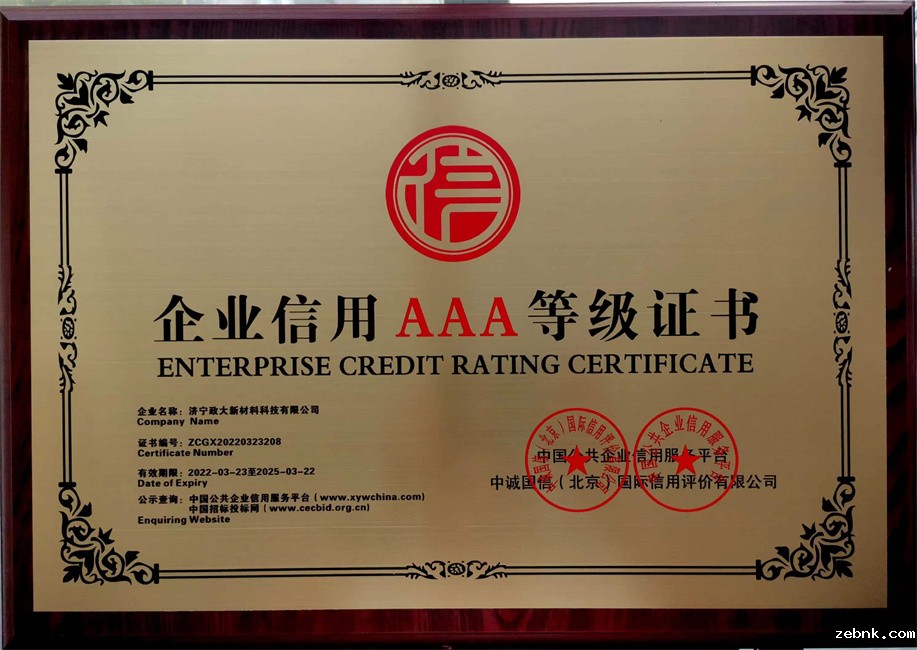 信
企业信用AAA等级证书
ENTERPRISE CREDIT RATING CERTIFICATE
企业名称：济宁政大新材料科技有限公司
Company Name
证书编号：ZCGX20220323208
Certificate Number
有效期限：2022-03-23至2025-03-22
Date of Expiry
公示查询：中国公共企业信用服务平台（www.xywchina.com）
中国招标投标网（www.cecbid.org.cn）
Enquiring Website
中国公共企业信用服务平台
中诚国信（北京）国际信用评价有限公司
zebnk.com